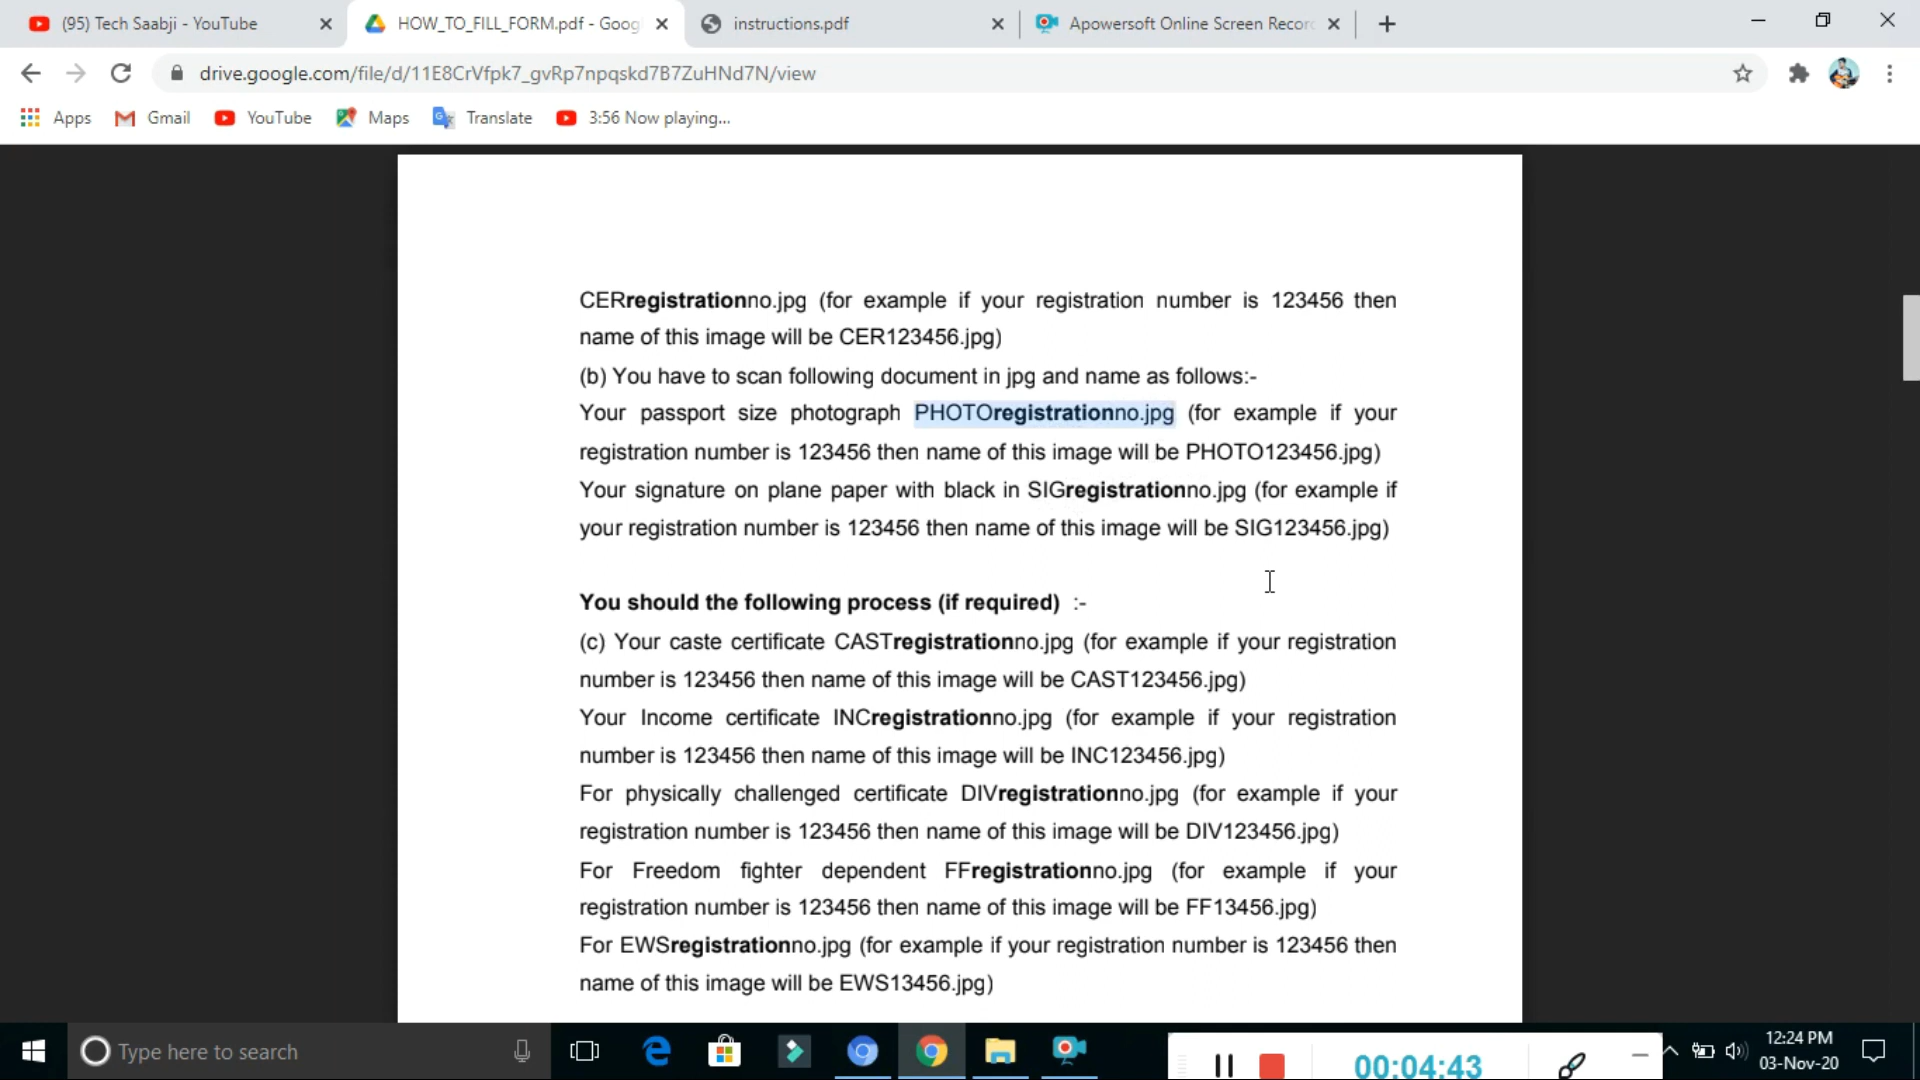 (95) Tech Saabji - YouTube
HOW_TO_FILL_FORM.pdf - Goog
instructions.pdf
Apowersoft Online Screen Recor
drive.google.com/file/d/11E8CrVfpk7_gvRp7npqskd7B7ZuHNd7N/view
Apps Gmail YouTube Maps Translate 3:56 Now playing...
CERregistrationno.jpg (for example if your registration number is 123456 then
name of this image will be CER123456.jpg)
(b) You have to scan following document in jpg and name as follows:-
Your passport size photograph PHOTOregistrationno.jpg (for example if your
registration number is 123456 then name of this image will be PHOTO123456.jpg)
Your signature on plane paper with black in SIGregistrationno.jpg (for example if
your registration number is 123456 then name of this image will be SIG123456.jpg)
You should the following process (if required) :-
(c) Your caste certificate CASTregistrationno.jpg (for example if your registration
number is 123456 then name of this image will be CAST123456.jpg)
Your Income certificate INCregistrationno.jpg (for example if your registration
number is 123456 then name of this image will be INC123456.jpg)
For physically challenged certificate DIVregistrationno.jpg (for example if your
registration number is 123456 then name of this image will be DIV123456.jpg)
For Freedom fighter dependent FFregistrationno.jpg (for example if your
registration number is 123456 then name of this image will be FF13456.jpg)
For EWSregistrationno.jpg (for example if your registration number is 123456 then
name of this image will be EWS13456.jpg)
Type here to search
00:04:43
12:24 PM
03-Nov-20